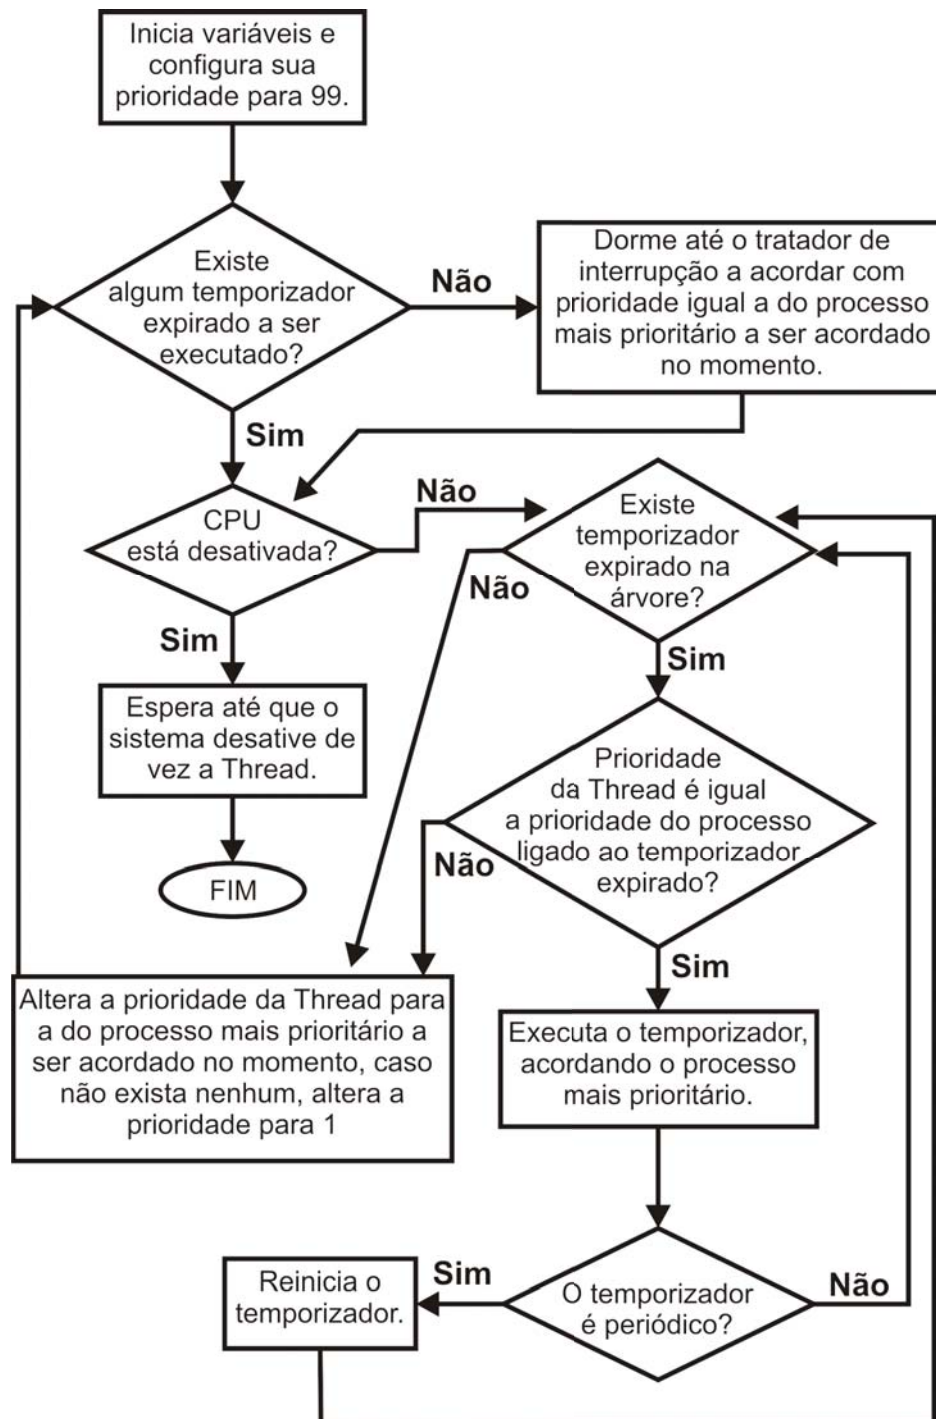 Inicia variáveis e
configura sua
prioridade para 99.
Existe
algum temporizador
expirado a ser
executado?
Não
Dorme até o tratador de
interrupção a acordar com
prioridade igual a do processo
mais prioritário a ser acordado
no momento.
Sim
CPU
está desativada?
Não
Existe
temporizador
expirado na
árvore?
Não
Sim
Sim
Espera até que o
sistema desative de
vez a Thread.
FIM
Prioridade
da Thread é igual
a prioridade do processo
ligado ao temporizador
expirado?
Não
Sim
Altera a prioridade da Thread para
a do processo mais prioritário a
ser acordado no momento, caso
não exista nenhum, altera a
prioridade para 1
Executa o temporizador,
acordando o processo
mais prioritário.
O temporizador
é periódico?
Sim
Não
Reinicia o
temporizador.